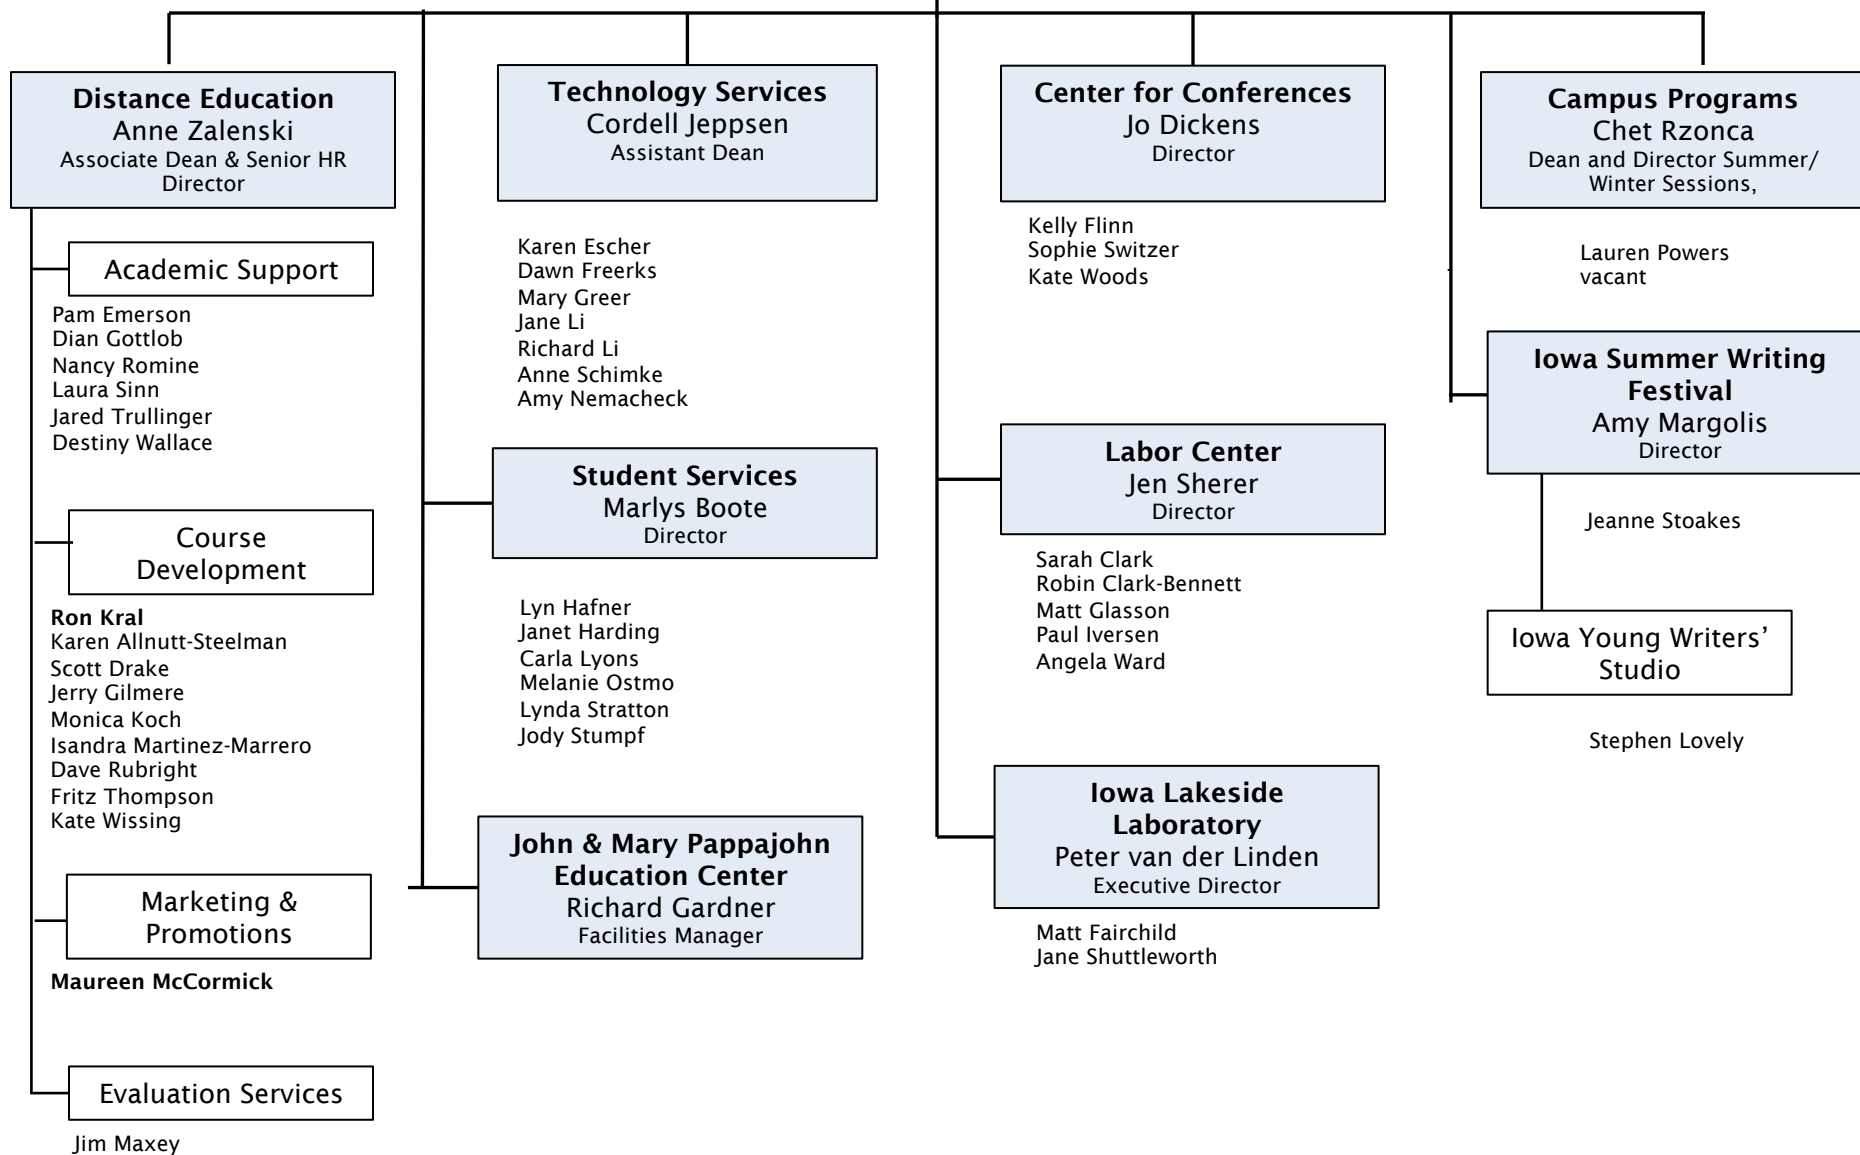 Distance Education
Anne Zalenski
Associate Dean & Senior HR
Director
Academic Support
Pam Emerson
Dian Gottlob
Nancy Romine
Laura Sinn
Jared Trullinger
Destiny Wallace
Course
Development
Ron Kral
Karen Allnutt-Steelman
Scott Drake
Jerry Gilmere
Monica Koch
Isandra Martinez-Marrero
Dave Rubright
Fritz Thompson
Kate Wissing
Marketing &
Promotions
Maureen McCormick
Evaluation Services
Jim Maxey
Technology Services
Cordell Jeppsen
Assistant Dean
Karen Escher
Dawn Freerks
Mary Greer
Jane Li
Richard Li
Anne Schimke
Amy Nemacheck
Student Services
Marlys Boote
Director
Lyn Hafner
Janet Harding
Carla Lyons
Melanie Ostmo
Lynda Stratton
Jody Stumpf
John & Mary Pappajohn
Education Center
Richard Gardner
Facilities Manager
Center for Conferences
Jo Dickens
Director
Kelly Flinn
Sophie Switzer
Kate Woods
Labor Center
Jen Sherer
Director
Sarah Clark
Robin Clark-Bennett
Matt Glasson
Paul Iversen
Angela Ward
Iowa Lakeside
Laboratory
Peter van der Linden
Executive Director
Matt Fairchild
Jane Shuttleworth
Campus Programs
Chet Rzonca
Dean and Director Summer/
Winter Sessions,
Lauren Powers
vacant
Iowa Summer Writing
Festival
Amy Margolis
Director
Jeanne Stoakes
Iowa Young Writers’
Studio
Stephen Lovely